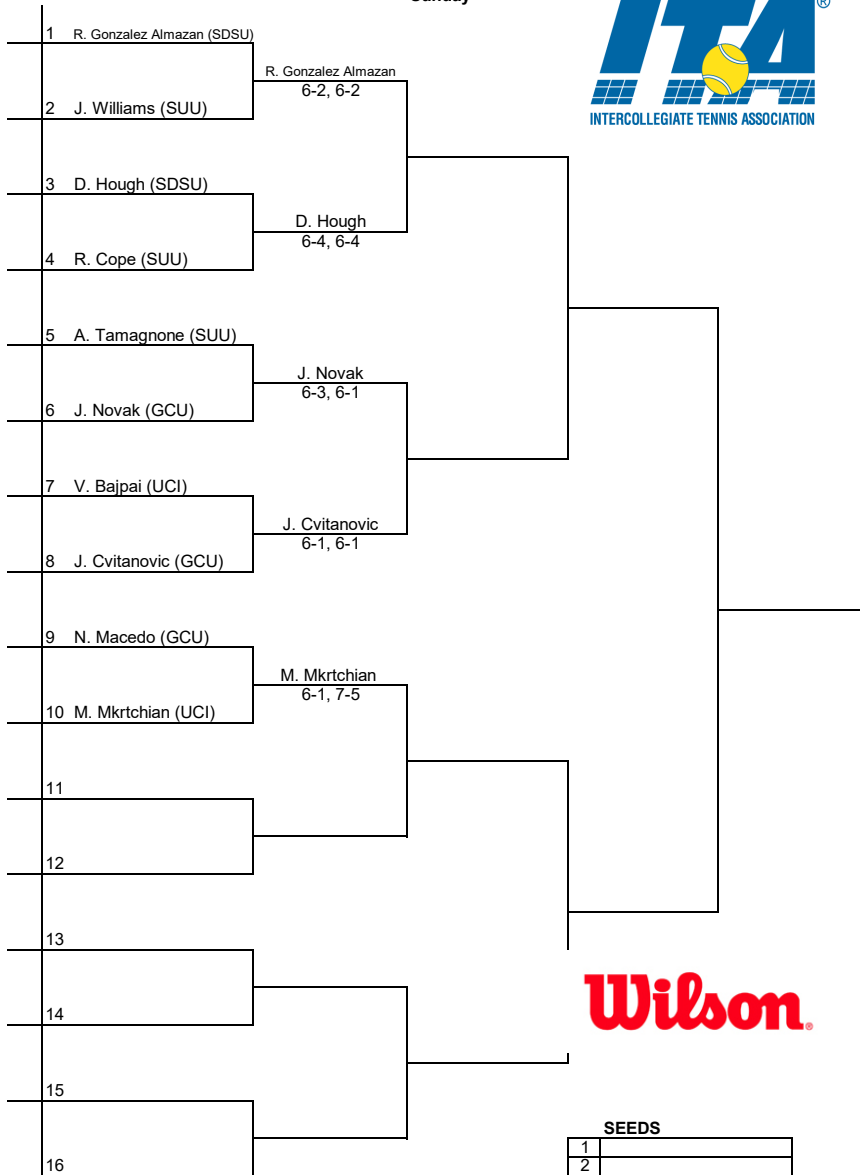 Sunday
ITA
®
INTERCOLLEGIATE TENNIS ASSOCIATION
1 R. Gonzalez Almazan (SDSU)
R. Gonzalez Almazan
6-2, 6-2
2 J. Williams (SUU)
3 D. Hough (SDSU)
D. Hough
6-4, 6-4
4 R. Cope (SUU)
5 A. Tamagnone (SUU)
J. Novak
6-3, 6-1
6 J. Novak (GCU)
7 V. Bajpai (UCI)
J. Cvitanovic
6-1, 6-1
8 J. Cvitanovic (GCU)
9 N. Macedo (GCU)
M. Mkrtchian
6-1, 7-5
10 M. Mkrtchian (UCI)
11
12
13
14
Wilson®
15
16
SEEDS
1
2